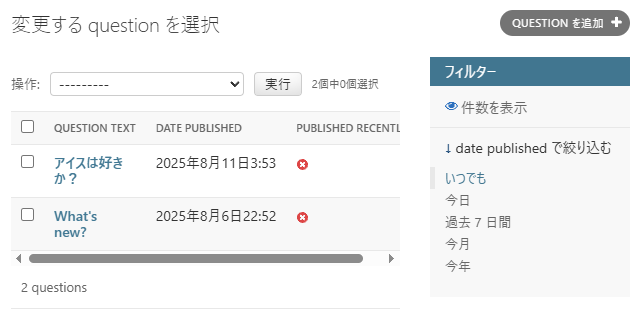 変更する question を選択
QUESTION を追加
操作: --------- 実行 2個中0個選択
QUESTION TEXT DATE PUBLISHED PUBLISHED RECENTL
アイスは好き
か？
2025年8月11日3:53
What's
new?
2025年8月6日22:52
2 questions
フィルター
件数を表示
↓ date published で絞り込む
いつでも
今日
過去 7 日間
今月
今年